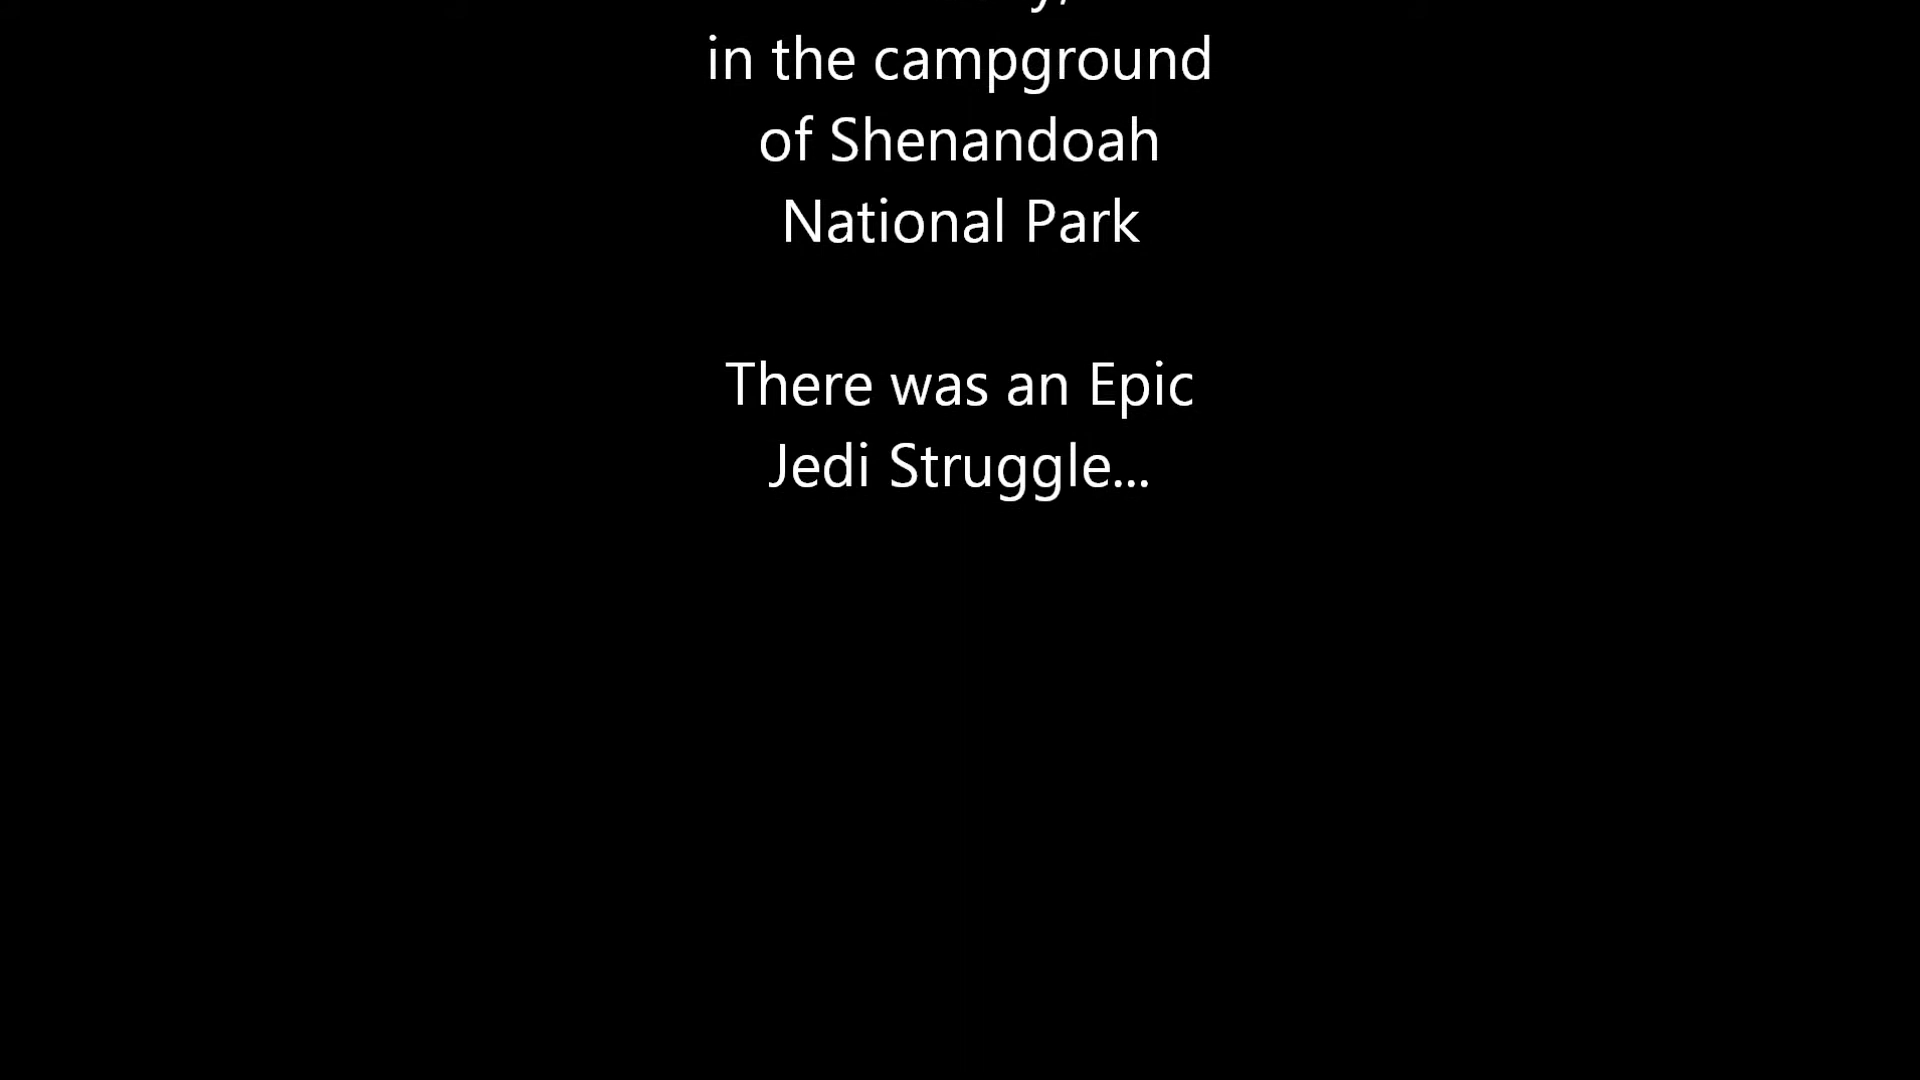 in the campground
of Shenandoah
National Park
There was an Epic
Jedi Struggle...